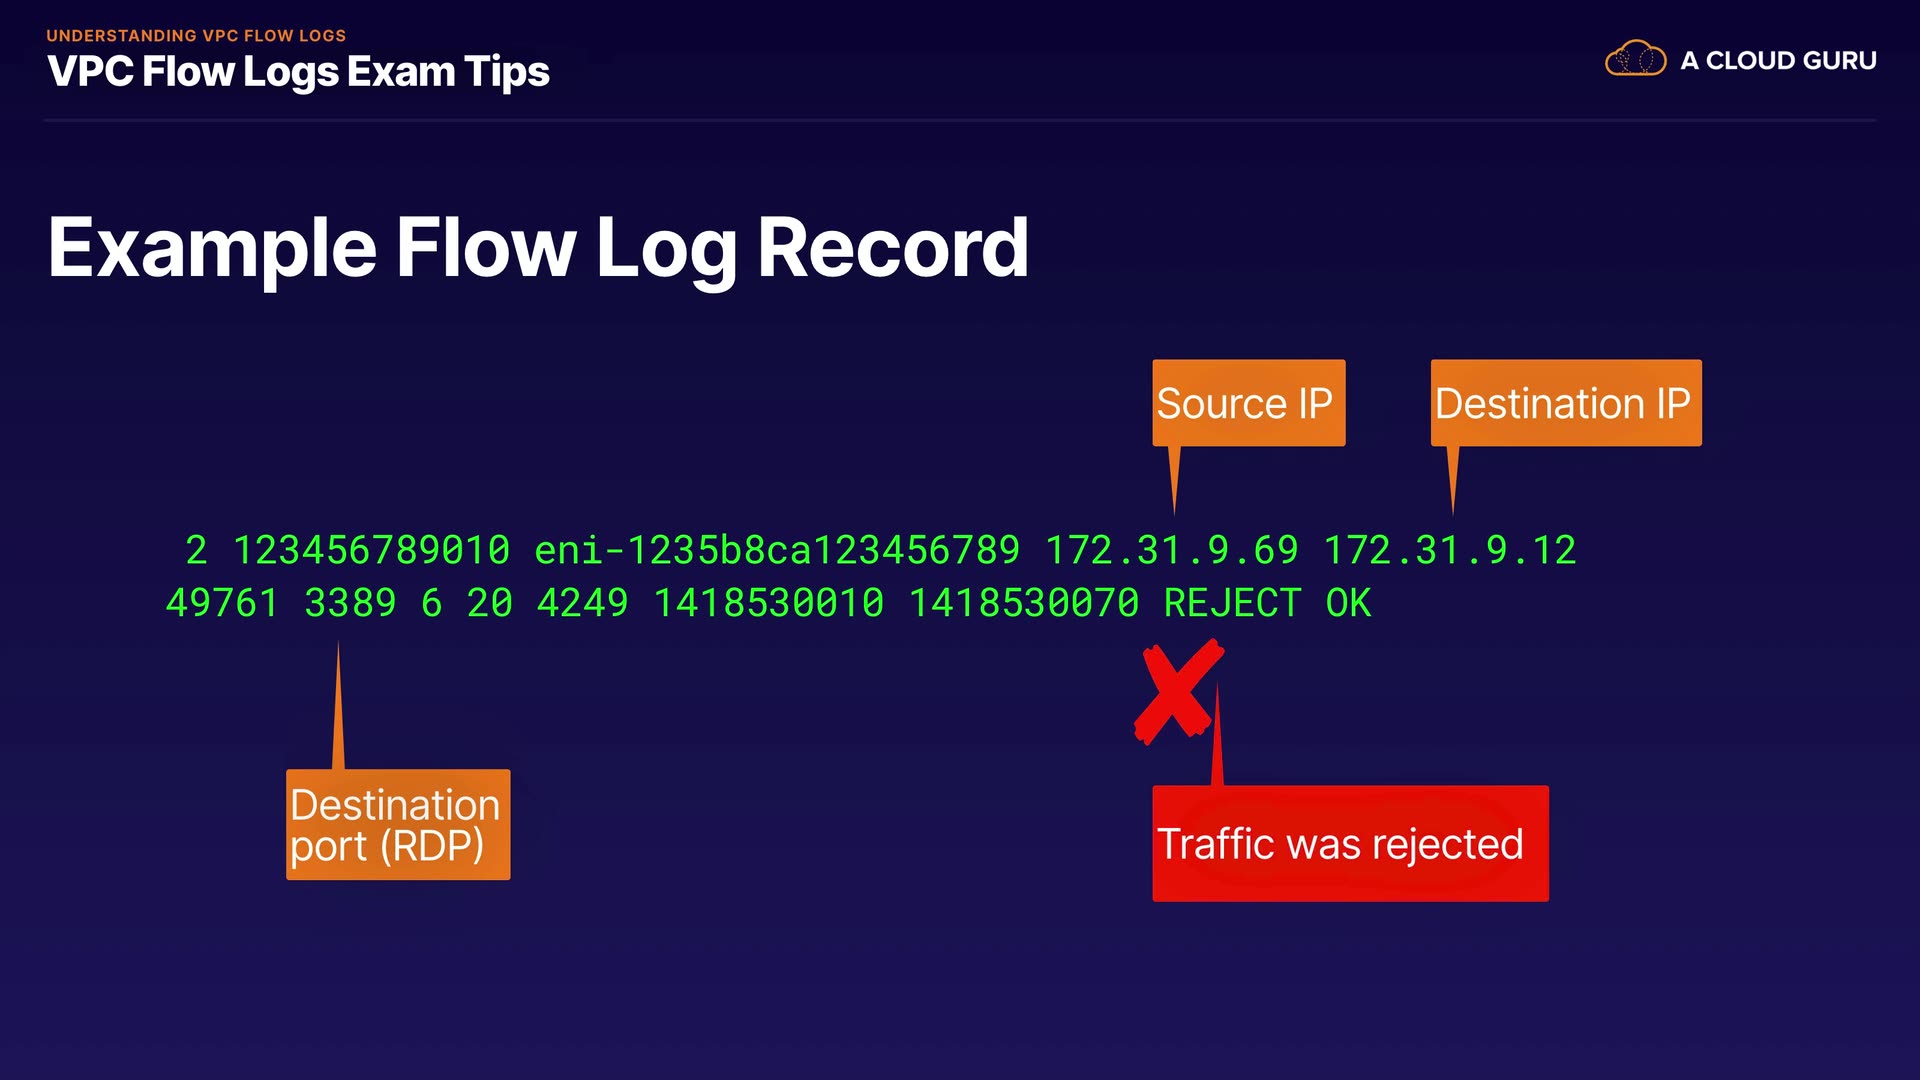 UNDERSTANDING VPC FLOW LOGS
VPC Flow Logs Exam Tips
A CLOUD GURU
Example Flow Log Record
Source IP
Destination IP
2 123456789010 eni-1235b8ca123456789 172.31.9.69 172.31.9.12
49761 3389 6 20 4249 1418530010 1418530070 REJECT OK
Destination
port (RDP)
Traffic was rejected